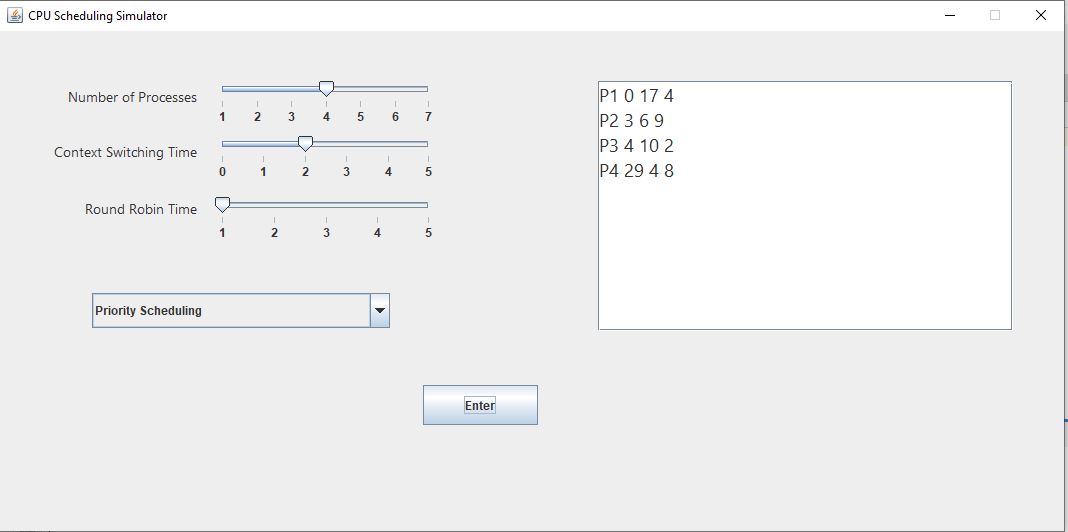 CPU Scheduling Simulator
Number of Processes
1 2 3 4 5 6 7
Context Switching Time
0 1 2 3 4 5
Round Robin Time
1 2 3 4 5
Priority Scheduling
P1 0 17 4
P2 3 6 9
P3 4 10 2
P4 29 4 8
Enter